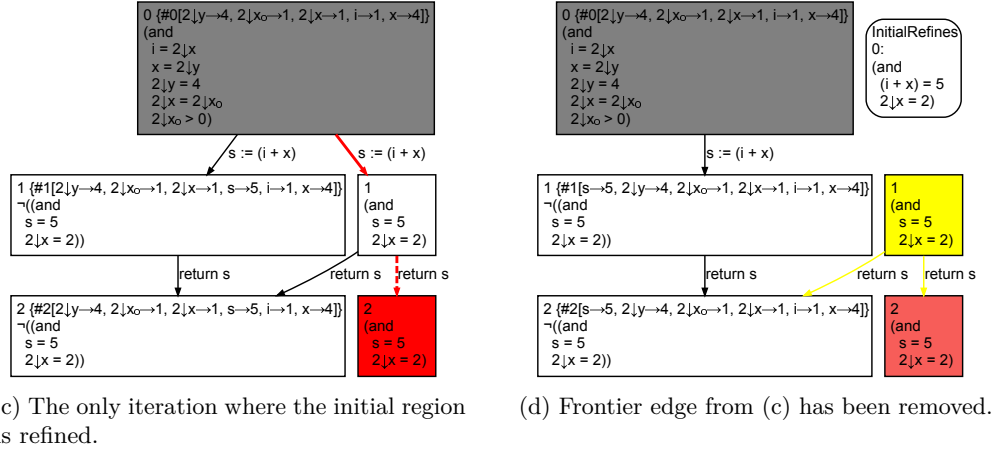 0 {#0[2↓y→4, 2↓x₀→1, 2↓x→1, i→1, x→4]}
(and
i = 2↓x
x = 2↓y
2↓y = 4
2↓x = 2↓x₀
2↓x₀ > 0)
s := (i + x)
s := (i + x)
1 {#1[2↓y→4, 2↓x₀→1, 2↓x→1, s→5, i→1, x→4]}
¬((and
s = 5
2↓x = 2))
1
(and
s = 5
2↓x = 2)
return s
return s
return s
2 {#2[2↓y→4, 2↓x₀→1, 2↓x→1, s→5, i→1, x→4]}
¬((and
s = 5
2↓x = 2))
2
(and
s = 5
2↓x = 2)
c) The only iteration where the initial region
is refined.
0 {#0[2↓y→4, 2↓x₀→1, 2↓x→1, i→1, x→4]}
(and
i = 2↓x
x = 2↓y
2↓y = 4
2↓x = 2↓x₀
2↓x₀ > 0)
InitialRefines
0:
(and
(i + x) = 5
2↓x = 2)
s := (i + x)
1 {#1[s→5, 2↓y→4, 2↓x₀→1, 2↓x→1, i→1, x→4]}
¬((and
s = 5
2↓x = 2))
1
(and
s = 5
2↓x = 2)
return s
return s
return s
2 {#2[s→5, 2↓y→4, 2↓x₀→1, 2↓x→1, i→1, x→4]}
¬((and
s = 5
2↓x = 2))
2
(and
s = 5
2↓x = 2)
(d) Frontier edge from (c) has been removed.